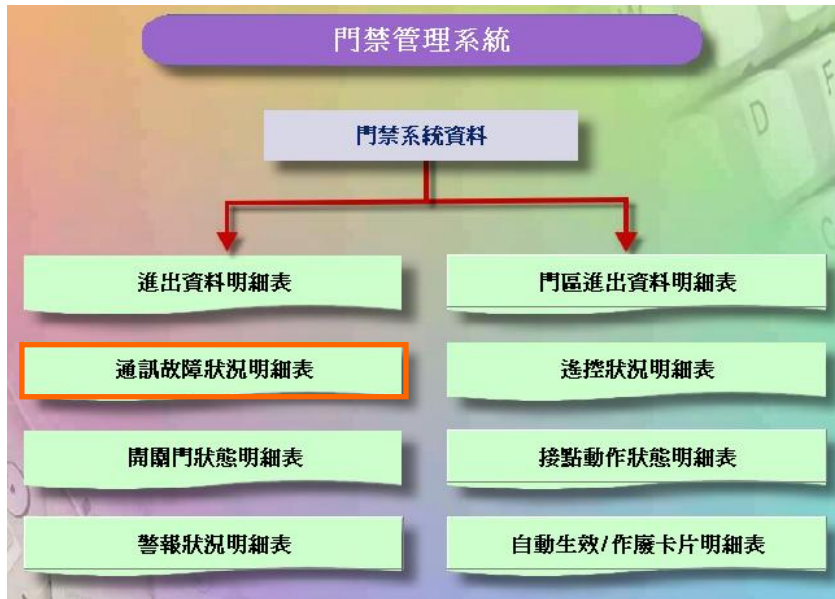 門禁管理系統
門禁系統資料
進出資料明細表
門區進出資料明細表
通訊故障狀況明細表
遙控狀況明細表
開關門狀態明細表
接點動作狀態明細表
警報狀況明細表
自動生效/作廢卡片明細表
D
F